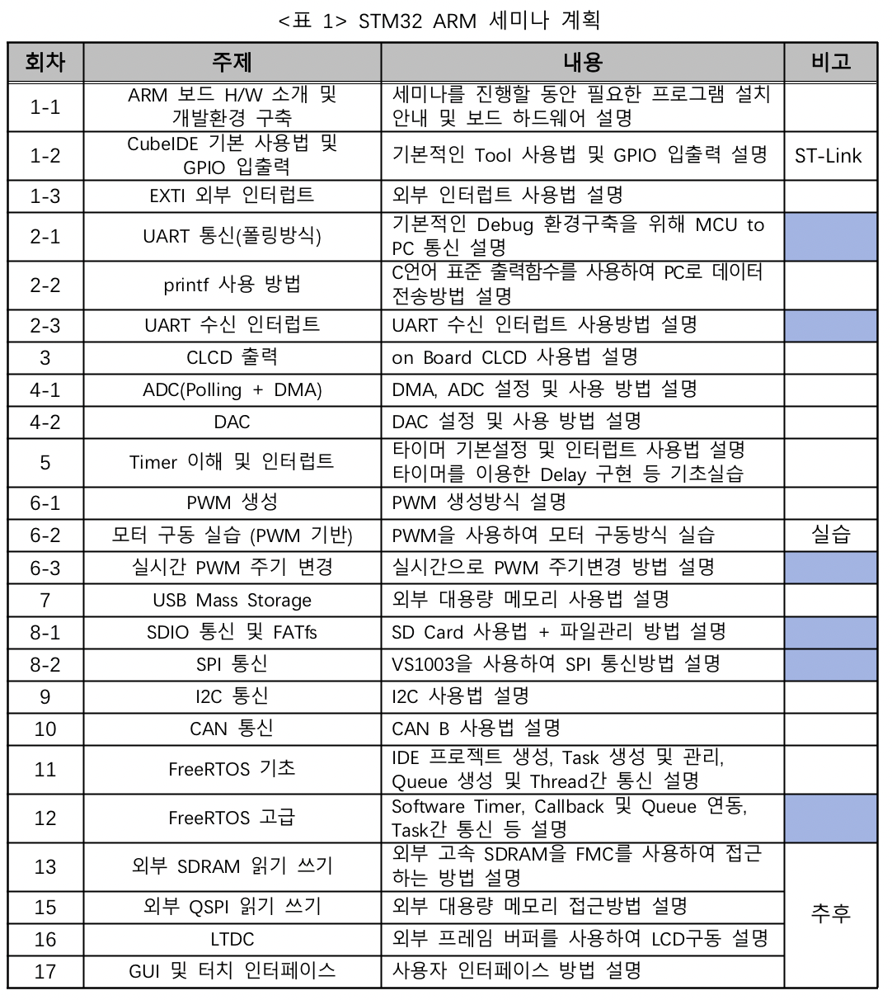 <표 1> STM32 ARM 세미나 계획
회차 주제 내용 비고
1-1 ARM 보드 H/W 소개 및 세미나를 진행할 동안 필요한 프로그램 설치
개발환경 구축 안내 및 보드 하드웨어 설명
1-2 CubeIDE 기본 사용법 및 기본적인 Tool 사용법 및 GPIO 입출력 설명 ST-Link
GPIO 입출력
1-3 EXTI 외부 인터럽트 외부 인터럽트 사용법 설명
2-1 UART 통신(폴링방식) 기본적인 Debug 환경구축을 위해 MCU to
PC 통신 설명
2-2 printf 사용 방법 C언어 표준 출력함수를 사용하여 PC로 데이터
전송방법 설명
2-3 UART 수신 인터럽트 UART 수신 인터럽트 사용방법 설명
3 CLCD 출력 on Board CLCD 사용법 설명
4-1 ADC(Polling + DMA) DMA, ADC 설정 및 사용 방법 설명
4-2 DAC DAC 설정 및 사용 방법 설명
5 Timer 이해 및 인터럽트 타이머 기본설정 및 인터럽트 사용법 설명
타이머를 이용한 Delay 구현 등 기초실습
6-1 PWM 생성 PWM 생성방식 설명
6-2 모터 구동 실습 (PWM 기반) PWM을 사용하여 모터 구동방식 실습 실습
6-3 실시간 PWM 주기 변경 실시간으로 PWM 주기변경 방법 설명
7 USB Mass Storage 외부 대용량 메모리 사용법 설명
8-1 SDIO 통신 및 FATfs SD Card 사용법 + 파일관리 방법 설명
8-2 SPI 통신 VS1003을 사용하여 SPI 통신방법 설명
9 I2C 통신 I2C 사용법 설명
10 CAN 통신 CAN B 사용법 설명
11 FreeRTOS 기초 IDE 프로젝트 생성, Task 생성 및 관리,
Queue 생성 및 Thread간 통신 설명
12 FreeRTOS 고급 Software Timer, Callback 및 Queue 연동,
Task간 통신 등 설명
13 외부 SDRAM 읽기 쓰기 외부 고속 SDRAM을 FMC를 사용하여 접근
하는 방법 설명
15 외부 QSPI 읽기 쓰기 외부 대용량 메모리 접근방법 설명 추후
16 LTDC 외부 프레임 버퍼를 사용하여 LCD구동 설명
17 GUI 및 터치 인터페이스 사용자 인터페이스 방법 설명